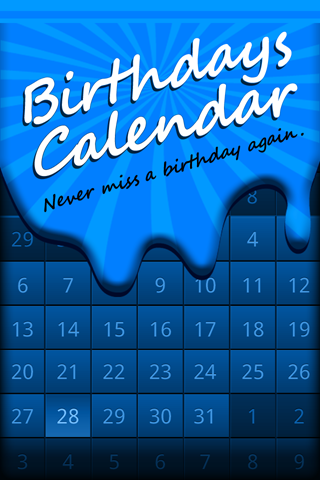 Birthdays
Calendar
Never miss a birthday again.
8
29 4
6 7 9 10 11 12
13 14 15 16 17 18 19
20 21 22 23 24 25 26
27 28 29 30 31 1 2
3 4 5 6 7 8 9